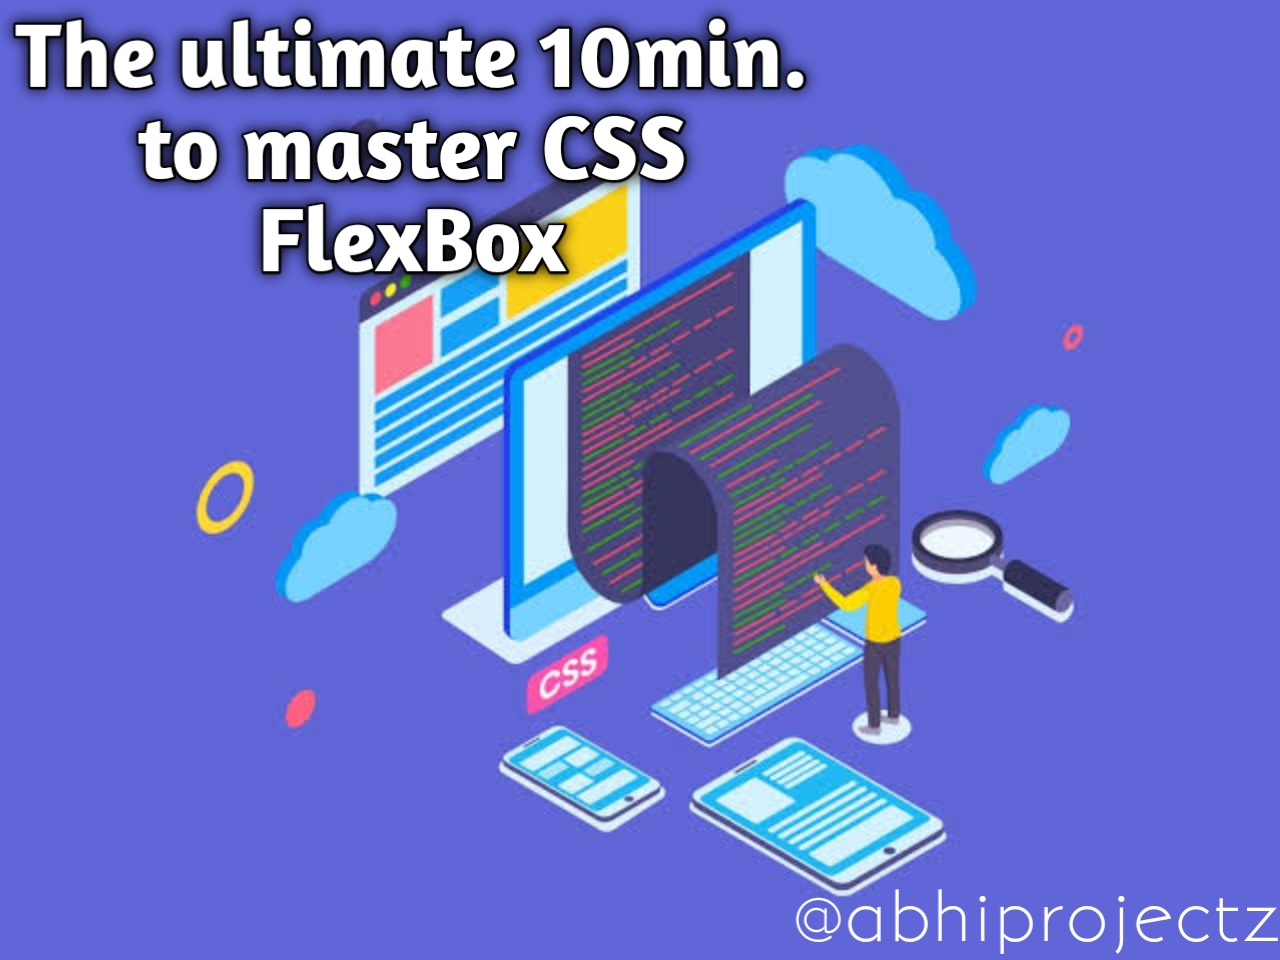 The ultimate 10min.
to master CSS
FlexBox
CSS
@abhiprojectz